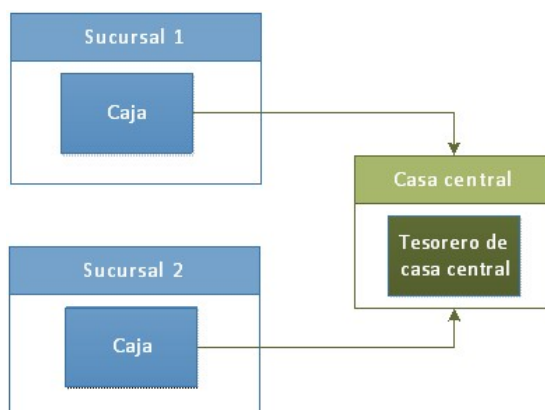 Sucursal 1
Caja
Casa central
Tesorero de
casa central
Sucursal 2
Caja